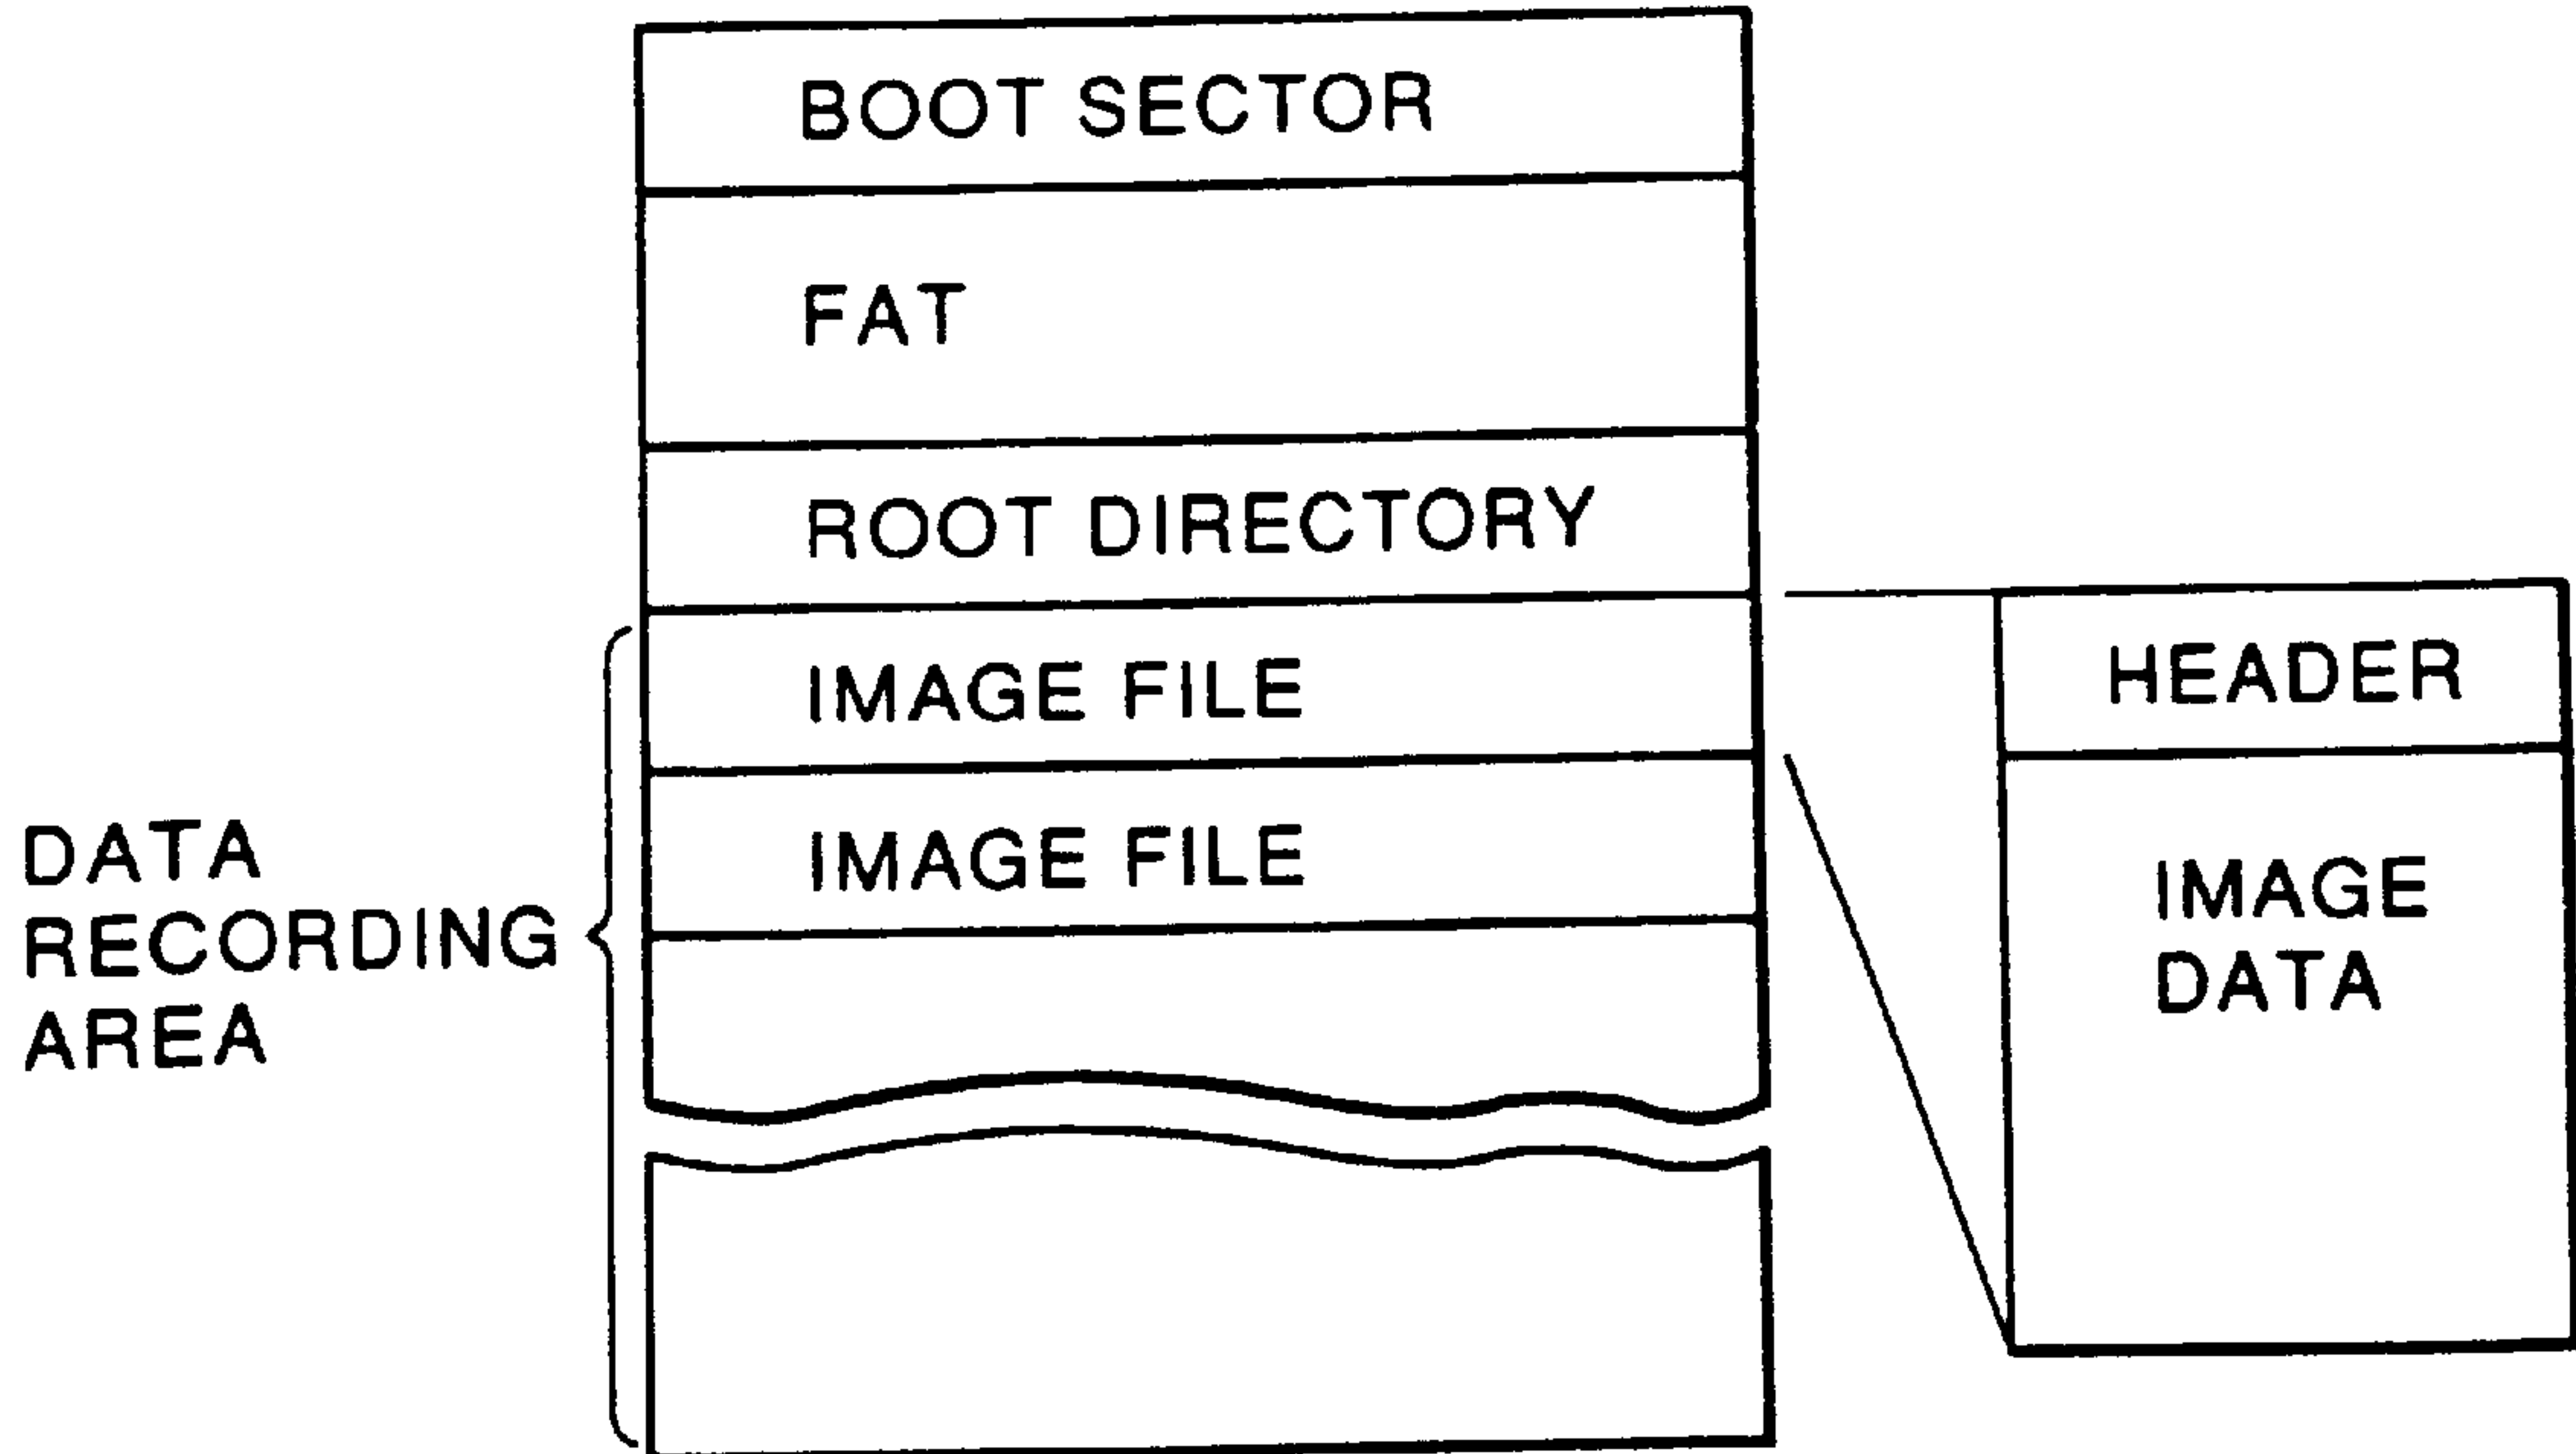 BOOT SECTOR
FAT
ROOT DIRECTORY
IMAGE FILE
IMAGE FILE
DATA
RECORDING
AREA
HEADER
IMAGE
DATA